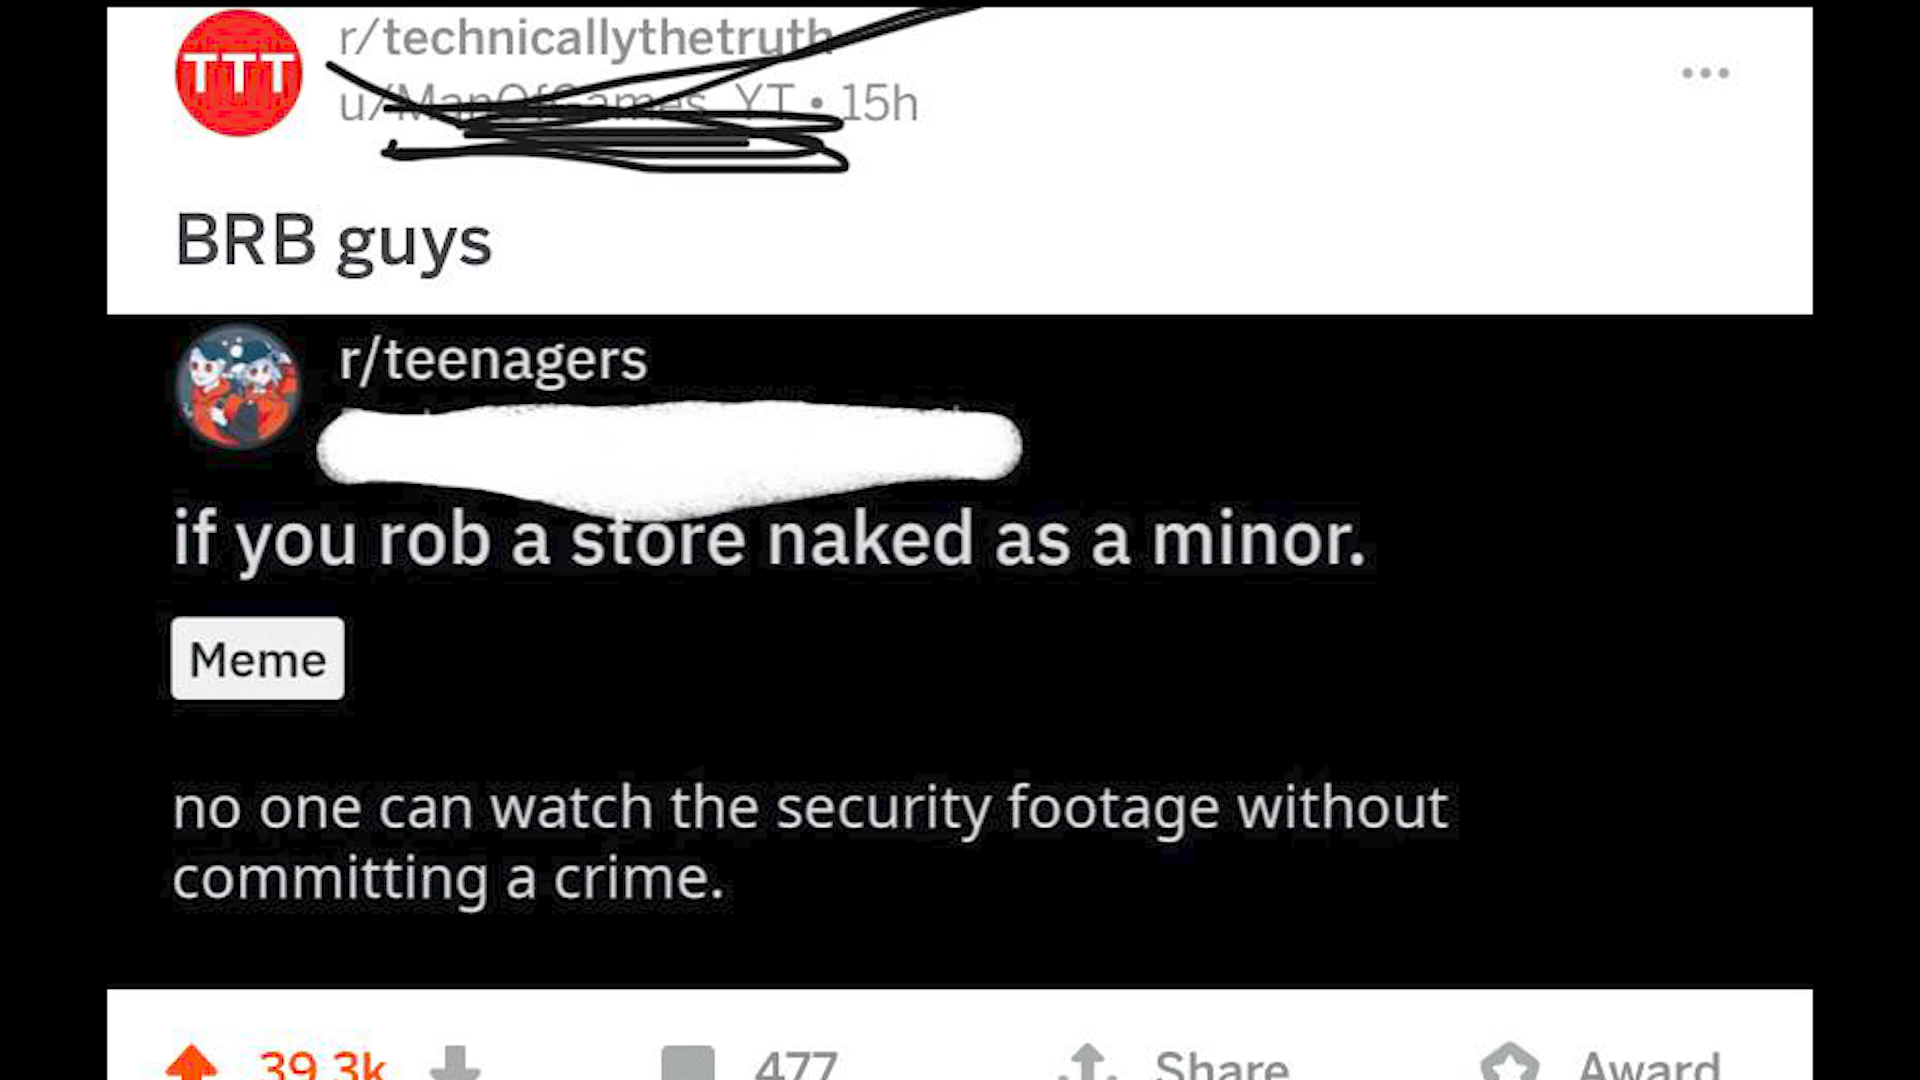 TTT
r/technicallythetruth
u/ManOfGames_YT • 15h
BRB guys
r/teenagers
if you rob a store naked as a minor.
Meme
no one can watch the security footage without
committing a crime.
39.3k 477 Share Award